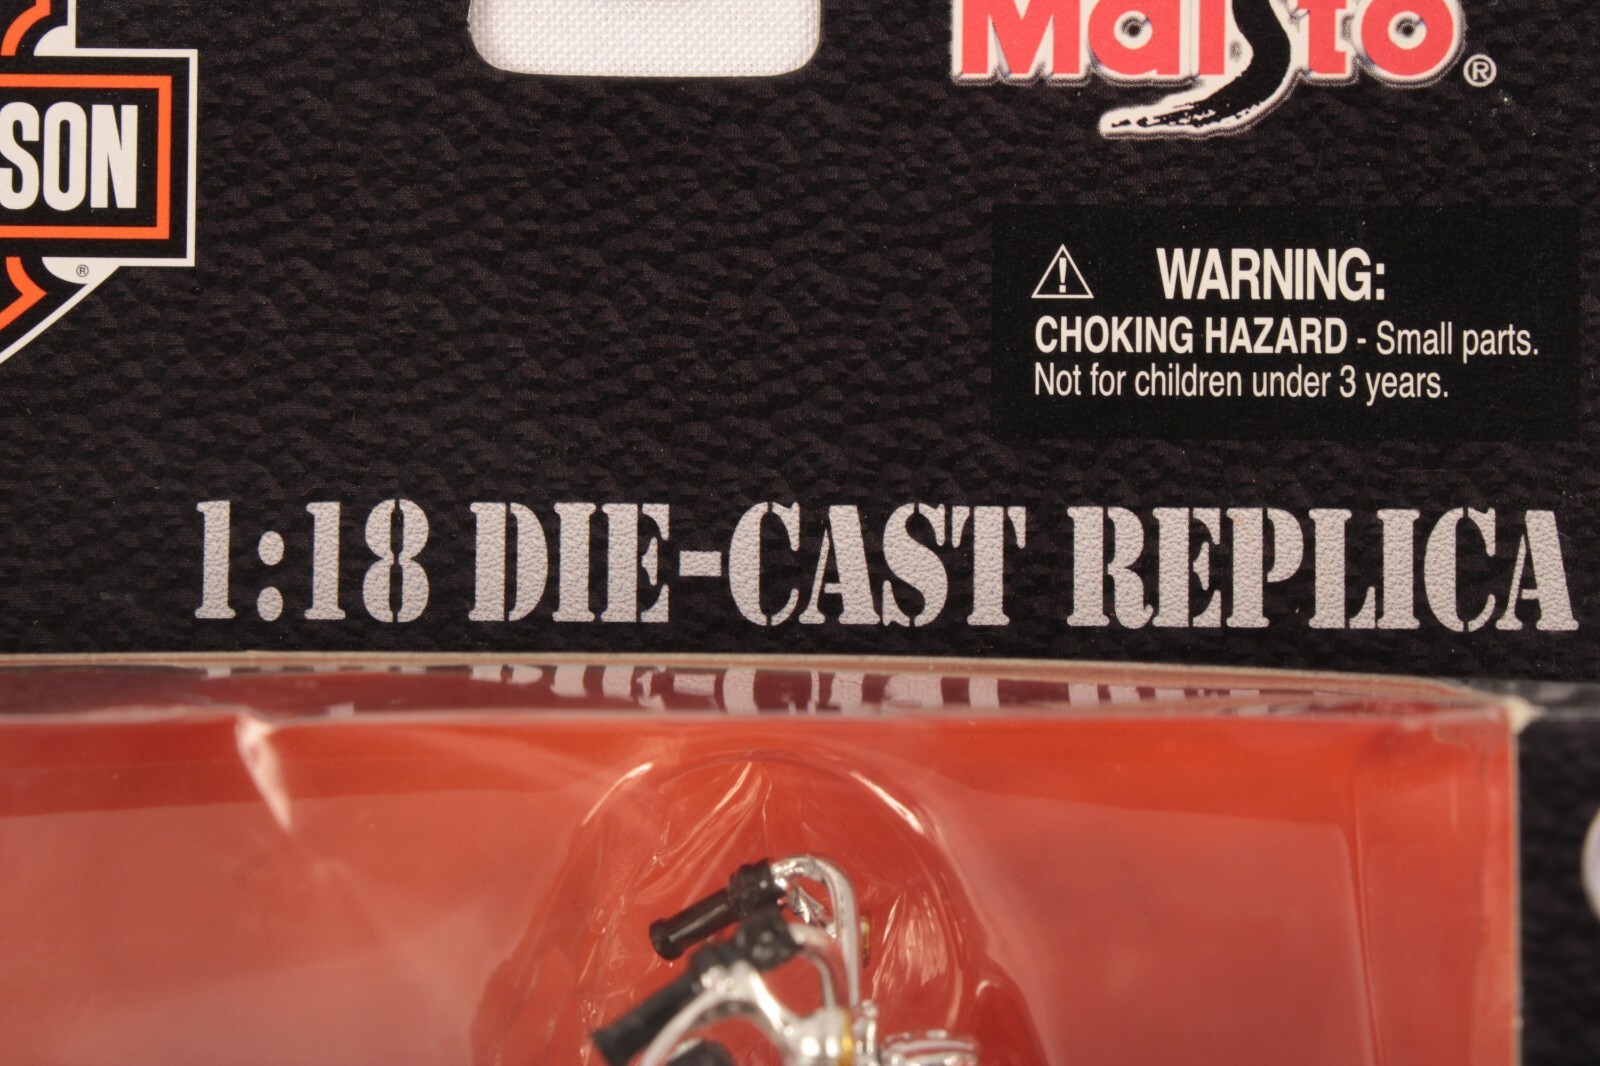 Maisto®
SON
®
WARNING:
CHOKING HAZARD - Small parts.
Not for children under 3 years.
1:18 DIE-CAST REPLICA